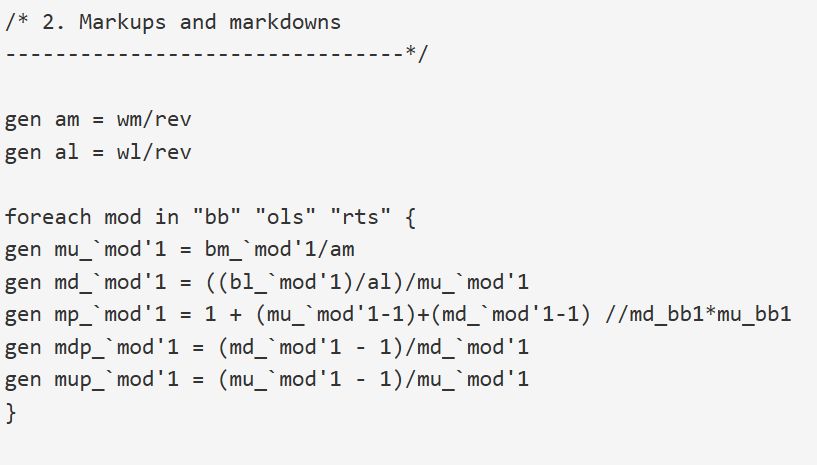 /* 2. Markups and markdowns
--------------------------------*/
gen am = wm/rev
gen al = wl/rev
foreach mod in "bb" "ols" "rts" {
gen mu_`mod'1 = bm_`mod'1/am
gen md_`mod'1 = ((bl_`mod'1)/al)/mu_`mod'1
gen mp_`mod'1 = 1 + (mu_`mod'1-1)+(md_`mod'1-1) //md_bb1*mu_bb1
gen mdp_`mod'1 = (md_`mod'1 - 1)/md_`mod'1
gen mup_`mod'1 = (mu_`mod'1 - 1)/mu_`mod'1
}